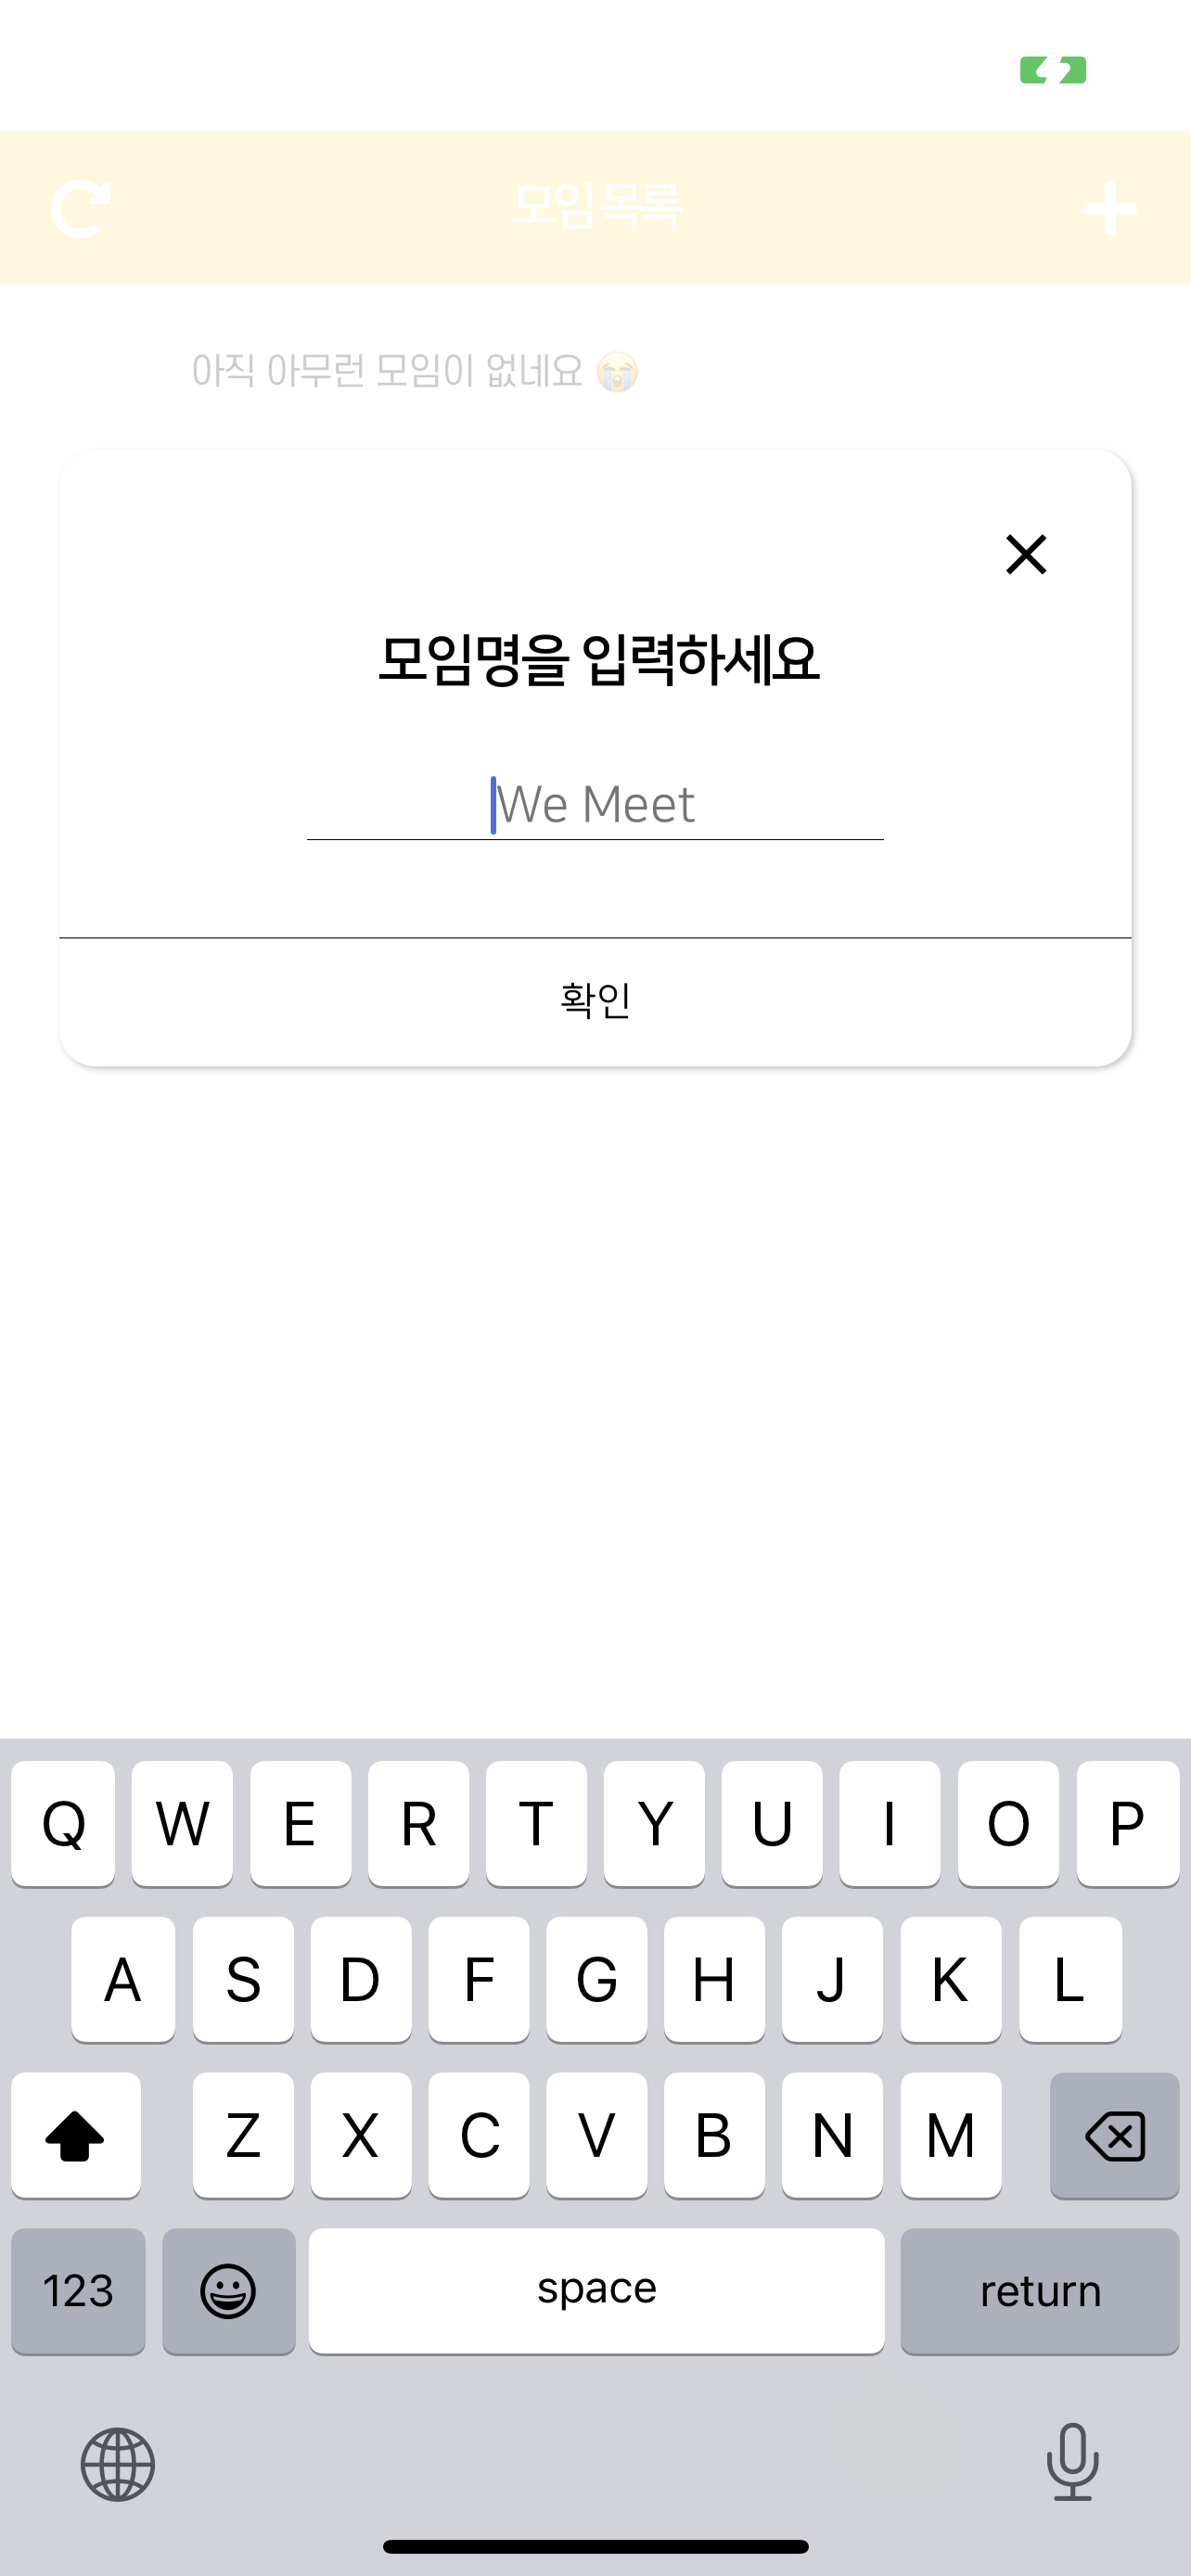 모임목록
아직 아무런 모임이 없네요 😭
모임명을 입력하세요
We Meet
확인
Q W E R T Y U I O P
A S D F G H J K L
Z X C V B N M
123 space return